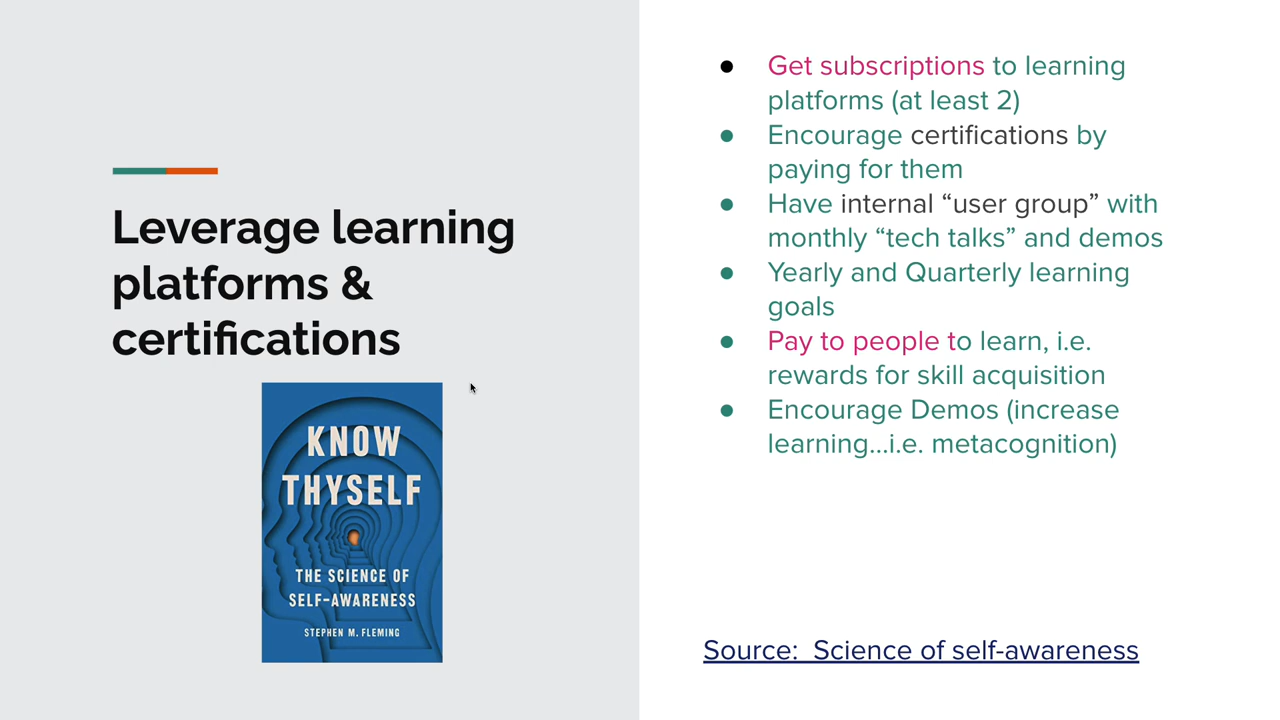 Leverage learning
platforms &
certifications
KNOW
THYSELF
THE SCIENCE OF
SELF-AWARENESS
STEPHEN M. FLEMING
● Get subscriptions to learning
platforms (at least 2)
● Encourage certifications by
paying for them
● Have internal “user group” with
monthly “tech talks” and demos
● Yearly and Quarterly learning
goals
● Pay to people to learn, i.e.
rewards for skill acquisition
● Encourage Demos (increase
learning...i.e. metacognition)
Source:  Science of self-awareness